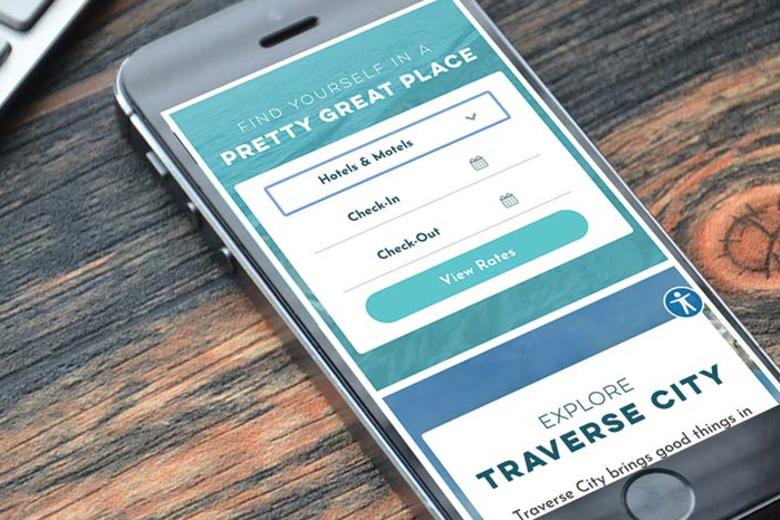 FIND YOURSELF IN A
PRETTY GREAT PLACE
Hotels & Motels
Check-In
Check-Out
View Rates
EXPLORE
TRAVERSE CITY
Traverse City brings good things in